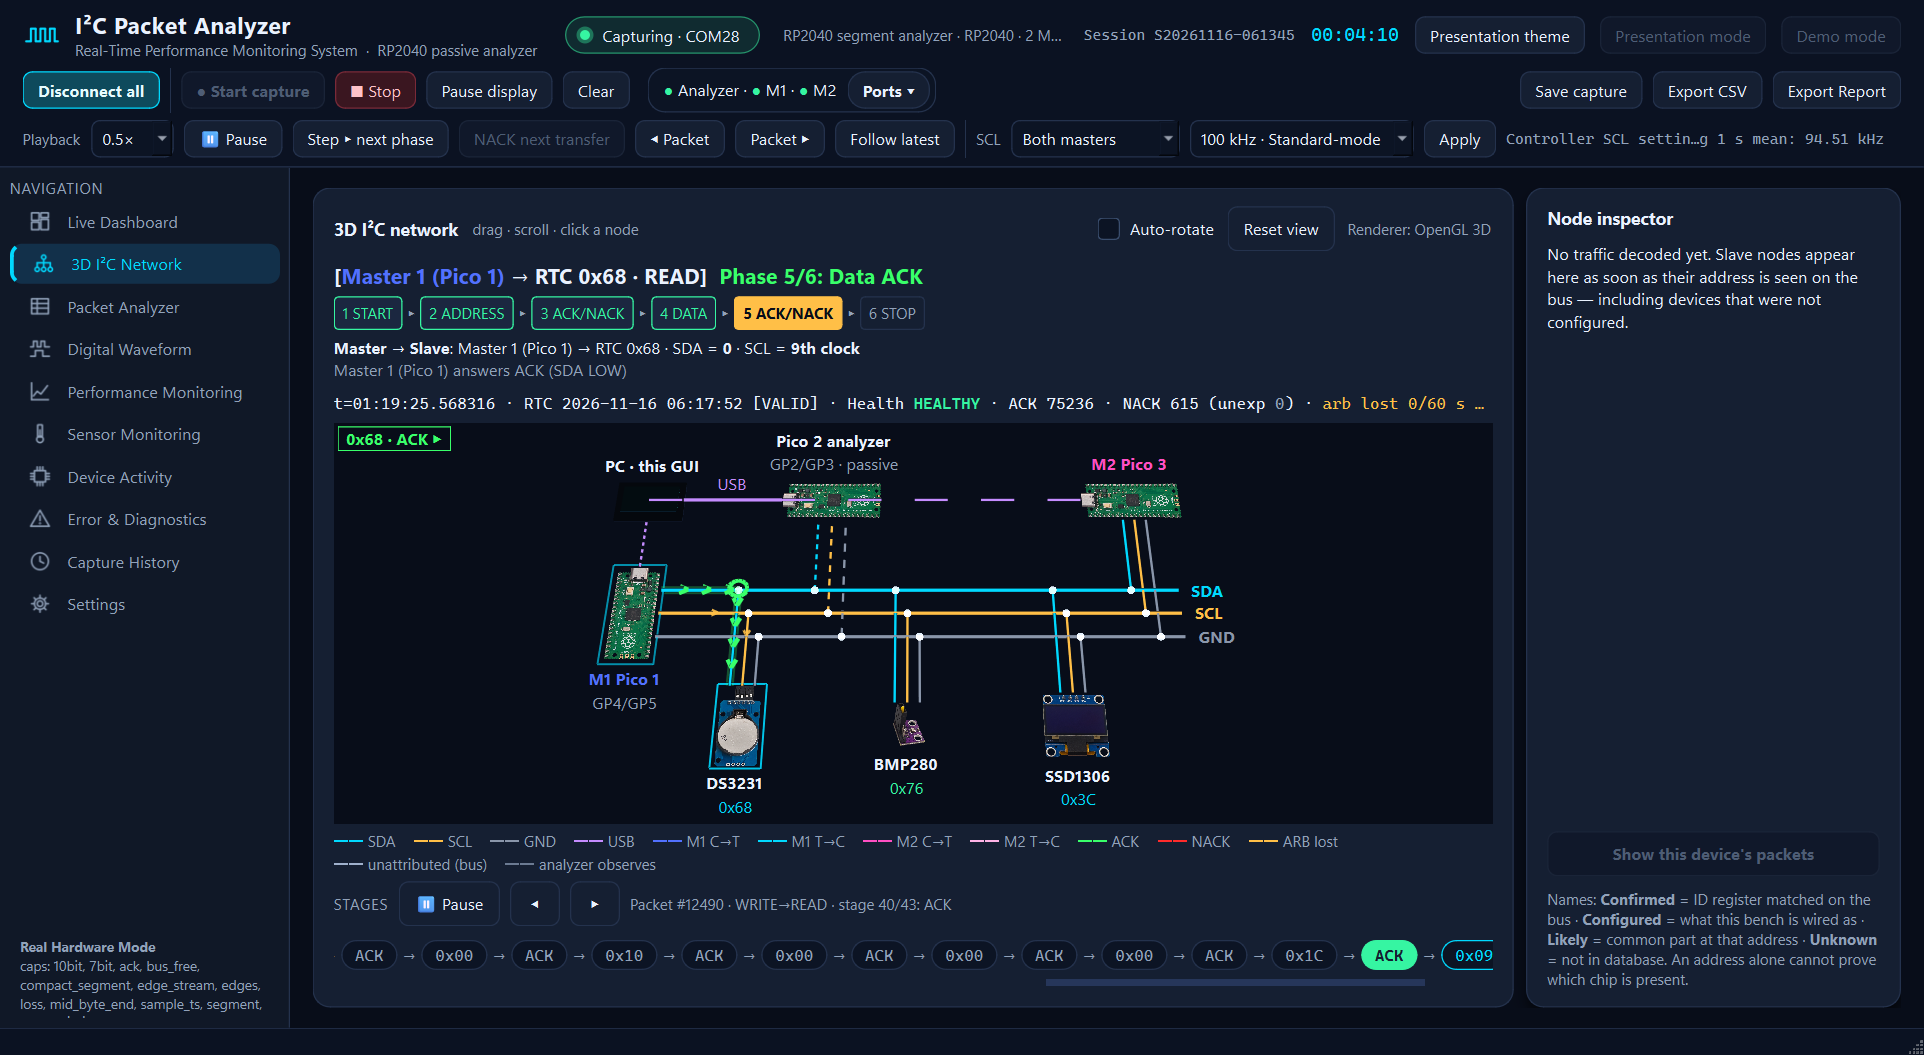 I²C Packet Analyzer
Real-Time Performance Monitoring System · RP2040 passive analyzer
Capturing · COM28
RP2040 segment analyzer · RP2040 · 2 M...
Session S20261116-061345 00:04:10
Presentation theme
Presentation mode
Demo mode
Disconnect all
● Start capture
Stop
Pause display
Clear
● Analyzer · ● M1 · ● M2
Ports ▾
Save capture
Export CSV
Export Report
Playback
0.5×
Pause
Step ▸ next phase
NACK next transfer
◂ Packet
Packet ▸
Follow latest
SCL
Both masters
100 kHz · Standard-mode
Apply
Controller SCL settin…g 1 s mean: 94.51 kHz
NAVIGATION
Live Dashboard
3D I²C Network
Packet Analyzer
Digital Waveform
Performance Monitoring
Sensor Monitoring
Device Activity
Error & Diagnostics
Capture History
Settings
Real Hardware Mode
caps: 10bit, 7bit, ack, bus_free,
compact_segment, edge_stream, edges,
loss, mid_byte_end, sample_ts, segment,
3D I²C network
drag · scroll · click a node
Auto-rotate
Reset view
Renderer: OpenGL 3D
[Master 1 (Pico 1) → RTC 0x68 · READ] Phase 5/6: Data ACK
1 START ▸ 2 ADDRESS ▸ 3 ACK/NACK ▸ 4 DATA ▸ 5 ACK/NACK ▸ 6 STOP
Master → Slave: Master 1 (Pico 1) → RTC 0x68 · SDA = 0 · SCL = 9th clock
Master 1 (Pico 1) answers ACK (SDA LOW)
t=01:19:25.568316 · RTC 2026-11-16 06:17:52 [VALID] · Health HEALTHY · ACK 75236 · NACK 615 (unexp 0) · arb lost 0/60 s …
0x68 · ACK ▸
Pico 2 analyzer
GP2/GP3 · passive
PC · this GUI
USB
M2 Pico 3
SDA
SCL
GND
M1 Pico 1
GP4/GP5
DS3231
0x68
BMP280
0x76
SSD1306
0x3C
SDA SCL GND USB M1 C→T M1 T→C M2 C→T M2 T→C ACK NACK ARB lost
unattributed (bus) analyzer observes
STAGES
Pause
◂
▸
Packet #12490 · WRITE→READ · stage 40/43: ACK
ACK → 0x00 → ACK → 0x10 → ACK → 0x00 → ACK → 0x00 → ACK → 0x00 → ACK → 0x1C → ACK → 0x09
Node inspector
No traffic decoded yet. Slave nodes appear
here as soon as their address is seen on the
bus — including devices that were not
configured.
Show this device's packets
Names: Confirmed = ID register matched on the
bus · Configured = what this bench is wired as ·
Likely = common part at that address · Unknown
= not in database. An address alone cannot prove
which chip is present.